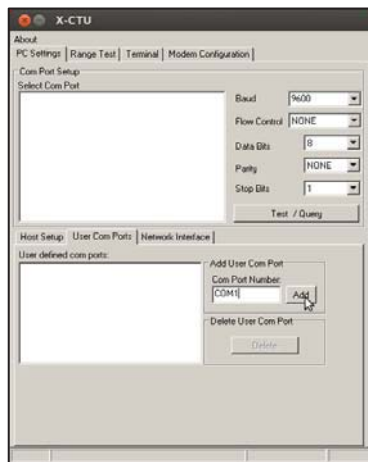 X-CTU
About
PC Settings | Range Test | Terminal | Modem Configuration
Com Port Setup
Select Com Port
Baud 9600
Flow Control NONE
Data Bits 8
Parity NONE
Stop Bits 1
Test / Query
Host Setup | User Com Ports | Network Interface
User defined com ports:
Add User Com Port
Com Port Number:
COM1 Add
Delete User Com Port
Delete